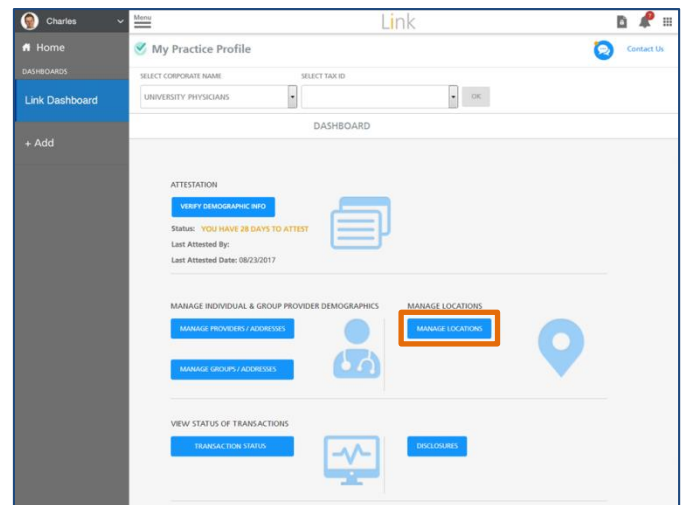 Charles
Menu
Link
Home
My Practice Profile
Contact Us
DASHBOARDS
SELECT CORPORATE NAME
SELECT TAX ID
Link Dashboard
UNIVERSITY PHYSICIANS
OK
DASHBOARD
+ Add
ATTESTATION
VERIFY DEMOGRAPHIC INFO
Status: YOU HAVE 28 DAYS TO ATTEST
Last Attested By:
Last Attested Date: 08/23/2017
MANAGE INDIVIDUAL & GROUP PROVIDER DEMOGRAPHICS
MANAGE LOCATIONS
MANAGE PROVIDERS / ADDRESSES
MANAGE LOCATIONS
MANAGE GROUPS / ADDRESSES
VIEW STATUS OF TRANSACTIONS
TRANSACTION STATUS
DISCLOSURES